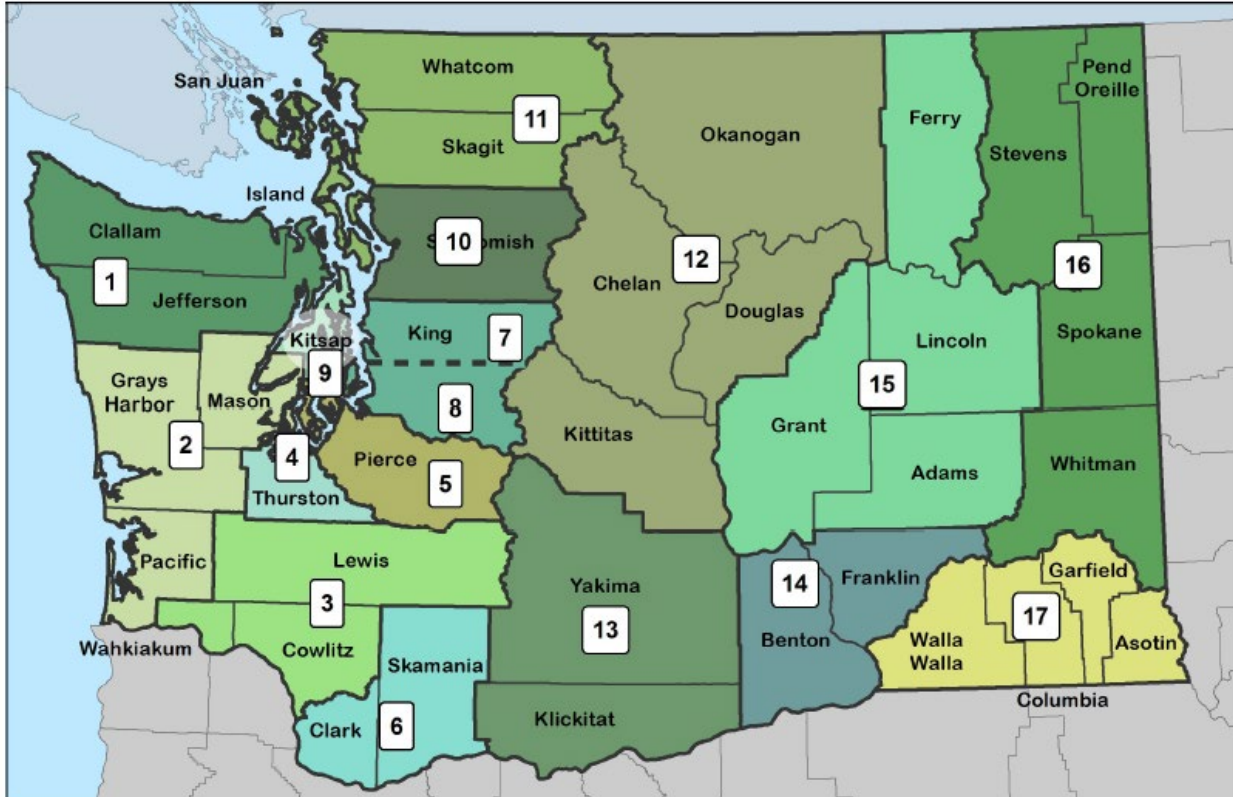 San Juan
Whatcom
11
Skagit
Island
Okanogan
Ferry
Pend
Oreille
Stevens
Clallam
1
Jefferson
10
12
Chelan
Douglas
16
Kitsap
9
King
7
8
Lincoln
Spokane
Grays
Harbor
Mason
2
4
Thurston
Pierce
5
Kittitas
15
Grant
Adams
Whitman
Pacific
Lewis
3
Wahkiakum
Cowlitz
Skamania
Yakima
13
14
Franklin
Benton
Garfield
17
Walla
Walla
Asotin
Columbia
Clark
6
Klickitat